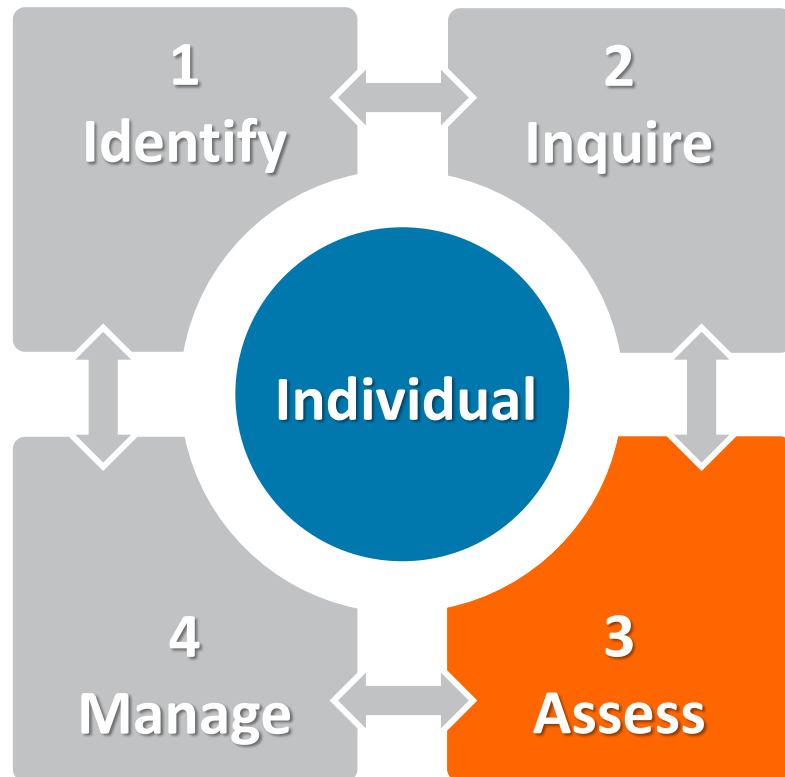 1
Identify
2
Inquire
Individual
4
Manage
3
Assess